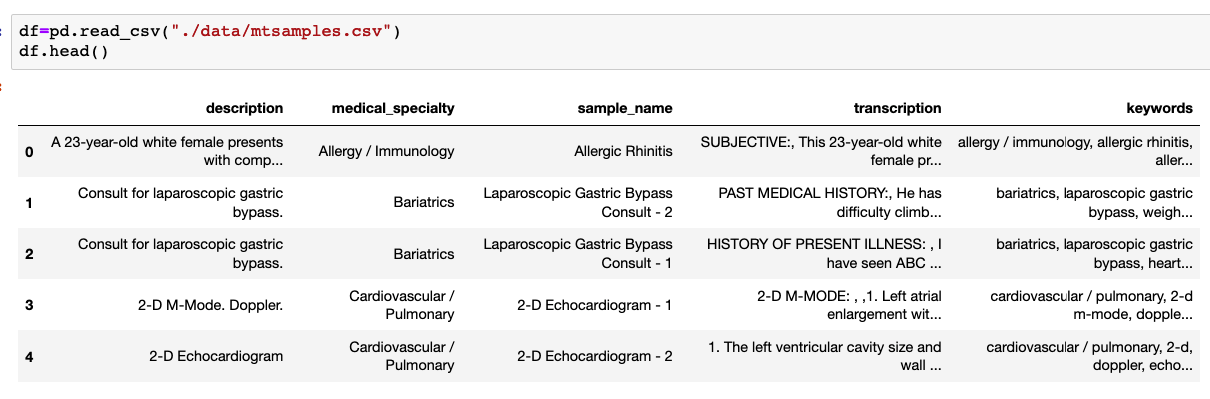 df=pd.read_csv("./data/mtsamples.csv")
df.head()
description medical_specialty sample_name transcription keywords
0 A 23-year-old white female presents with comp... Allergy / Immunology Allergic Rhinitis SUBJECTIVE:, This 23-year-old white female pr... allergy / immunology, allergic rhinitis, aller...
1 Consult for laparoscopic gastric bypass. Bariatrics Laparoscopic Gastric Bypass Consult - 2 PAST MEDICAL HISTORY:, He has difficulty climb... bariatrics, laparoscopic gastric bypass, weigh...
2 Consult for laparoscopic gastric bypass. Bariatrics Laparoscopic Gastric Bypass Consult - 1 HISTORY OF PRESENT ILLNESS: , I have seen ABC ... bariatrics, laparoscopic gastric bypass, heart...
3 2-D M-Mode. Doppler. Cardiovascular / Pulmonary 2-D Echocardiogram - 1 2-D M-MODE: , ,1. Left atrial enlargement wit... cardiovascular / pulmonary, 2-d m-mode, dopple...
4 2-D Echocardiogram Cardiovascular / Pulmonary 2-D Echocardiogram - 2 1. The left ventricular cavity size and wall ... cardiovascular / pulmonary, 2-d, doppler, echo...